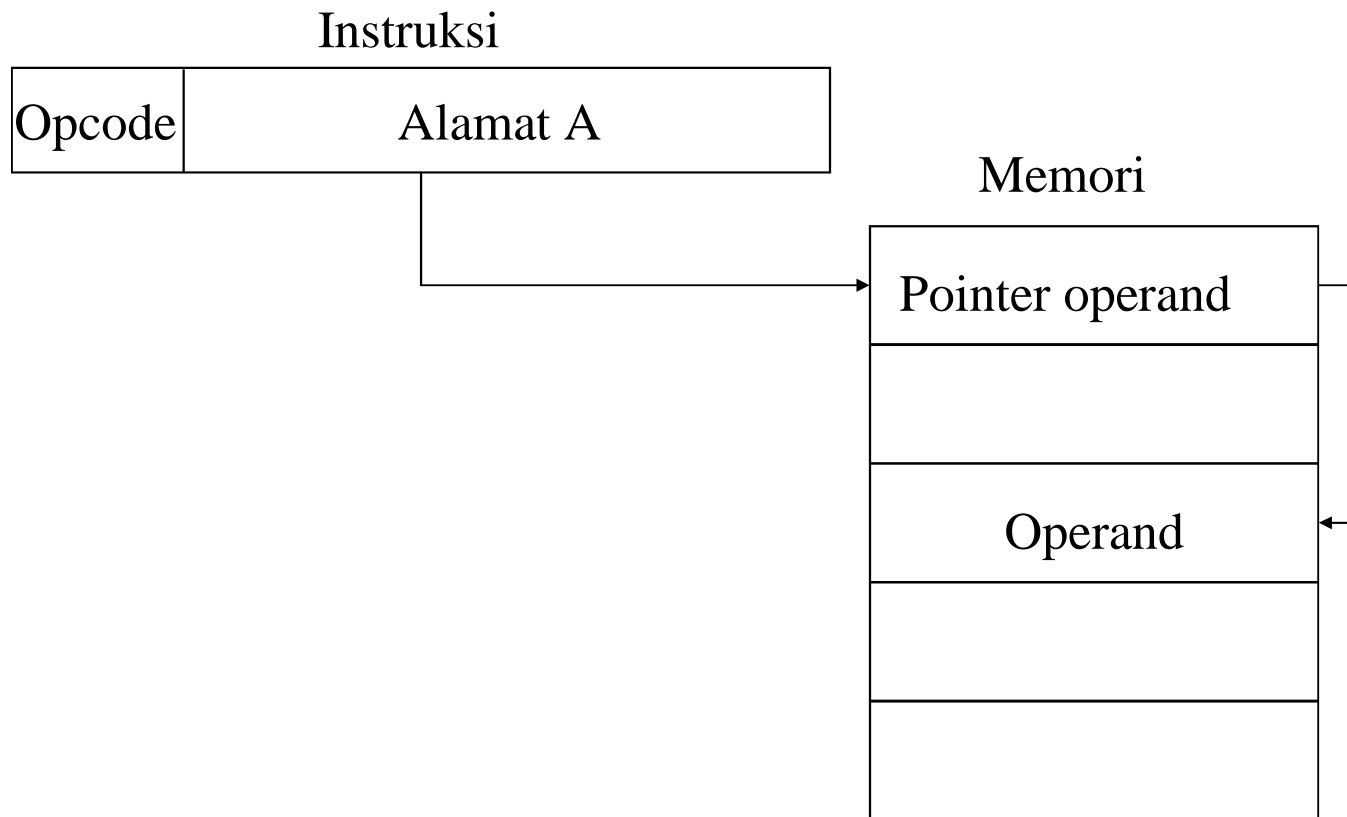 Instruksi
Opcode
Alamat A
Memori
Pointer operand
Operand